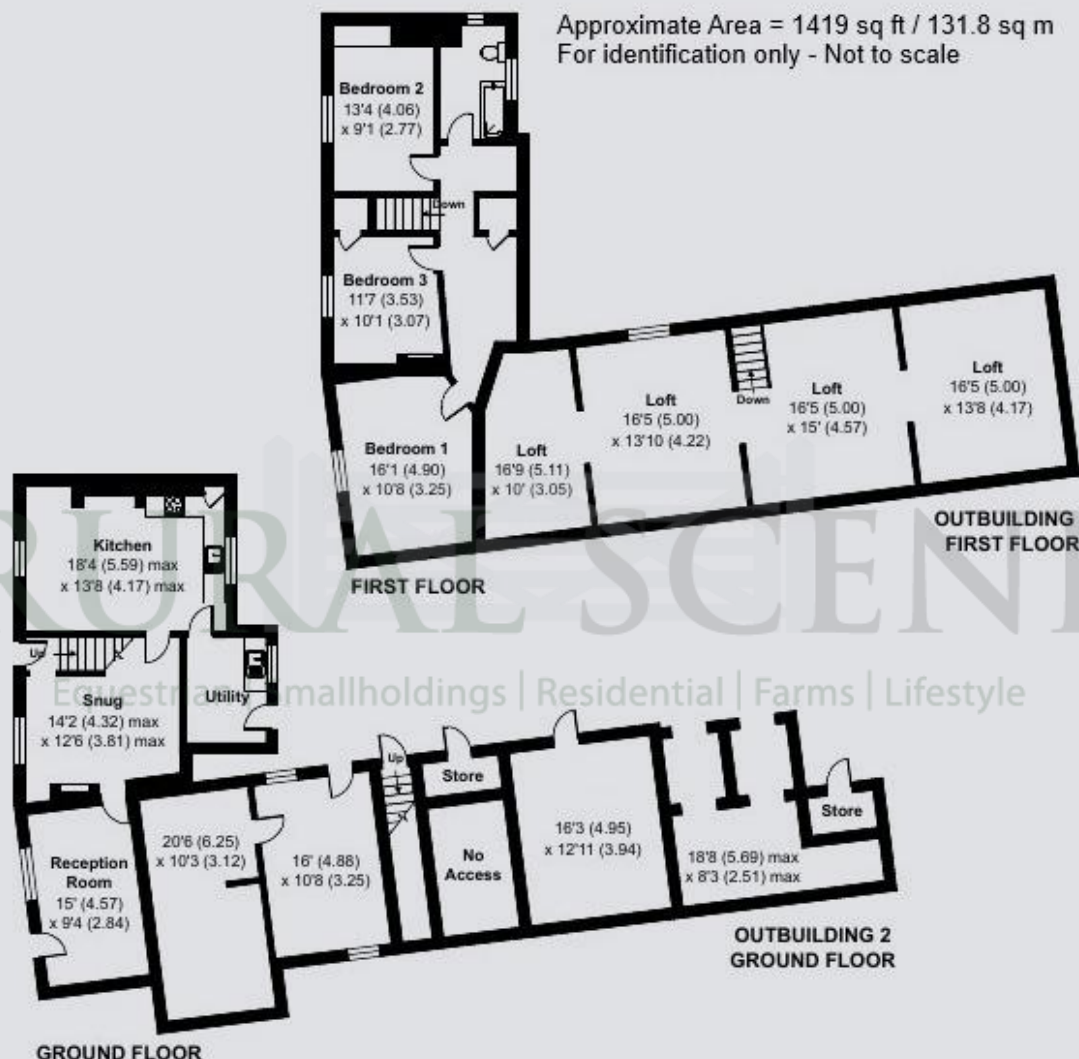 Approximate Area = 1419 sq ft / 131.8 sq m
For identification only - Not to scale
Bedroom 2
13'4 (4.06)
x 9'1 (2.77)
Down
Bedroom 3
11'7 (3.53)
x 10'1 (3.07)
Bedroom 1
16'1 (4.90)
x 10'8 (3.25)
Loft
16'9 (5.11)
x 10' (3.05)
Loft
16'5 (5.00)
x 13'10 (4.22)
Down
Loft
16'5 (5.00)
x 15' (4.57)
Loft
16'5 (5.00)
x 13'8 (4.17)
OUTBUILDING
FIRST FLOOR
FIRST FLOOR
RURAL SCENE
Equestrian Smallholdings | Residential | Farms | Lifestyle
Kitchen
18'4 (5.59) max
x 13'8 (4.17) max
Up
Snug
14'2 (4.32) max
x 12'6 (3.81) max
Utility
Reception
Room
15' (4.57)
x 9'4 (2.84)
20'6 (6.25)
x 10'3 (3.12)
16' (4.88)
x 10'8 (3.25)
Up
Store
No
Access
16'3 (4.95)
x 12'11 (3.94)
18'8 (5.69) max
x 8'3 (2.51) max
Store
OUTBUILDING 2
GROUND FLOOR
GROUND FLOOR